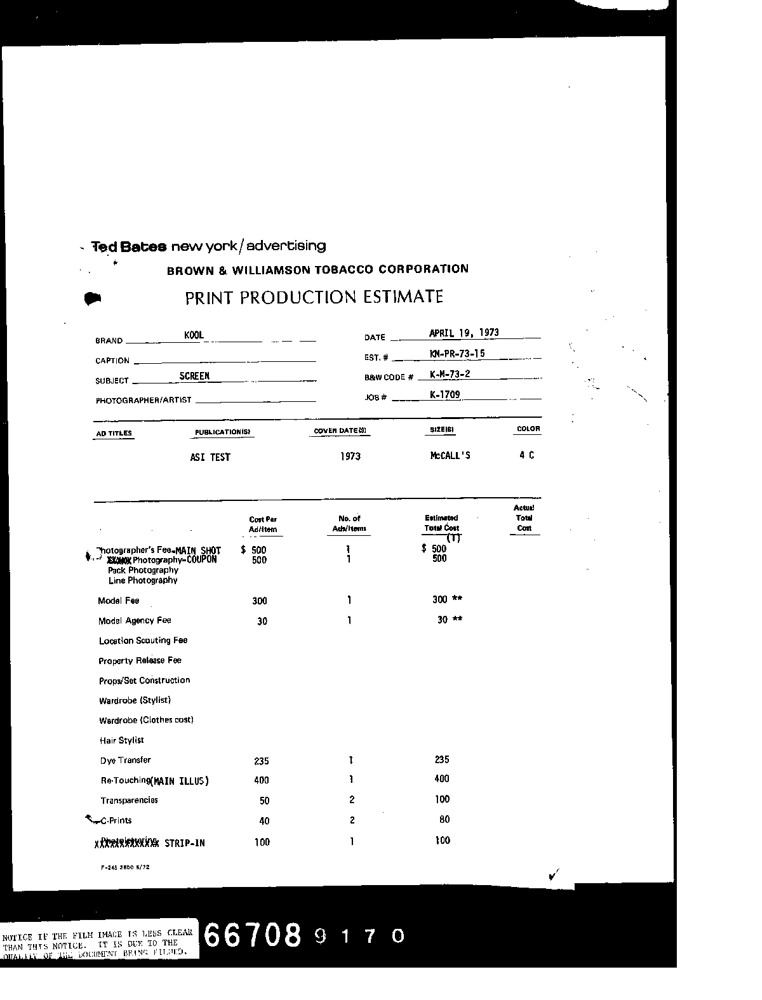 Ted Bates new york/advertising
BROWN & WILLIAMSON TOBACCO CORPORATION
PRINT PRODUCTION ESTIMATE
BRAND KOOL DATE APRIL 19, 1973
CAPTION EST. # KM-PR-73-15
SUBJECT SCREEN B&W CODE # K-M-73-2
PHOTOGRAPHER/ARTIST JOB # K-1709
AD TITLES PUBLICATION(S) COVER DATE(S) SIZE(S) COLOR
ASI TEST 1973 McCALL'S 4 C
Cost Per Ad/Item No. of Ads/Items Estimated Total Cost (1) Actual Total Cost
Photographer's Fee-MAIN SHOT $ 500 1 $ 500
Photography-COUPON 500 1 500
Pack Photography
Line Photography
Model Fee 300 1 300 **
Model Agency Fee 30 1 30 **
Location Scouting Fee
Property Release Fee
Props/Set Construction
Wardrobe (Stylist)
Wardrobe (Clothes cost)
Hair Stylist
Dye Transfer 235 1 235
Re-Touching(MAIN ILLUS) 400 1 400
Transparencies 50 2 100
C-Prints 40 2 80
STRIP-IN 100 1 100
F-245 2800 6/72
NOTICE IF THE FILM IMAGE IS LESS CLEAR
THAN THIS NOTICE. IT IS DUE TO THE
QUALITY OF THE DOCUMENT BEING FILMED.
66708 9170